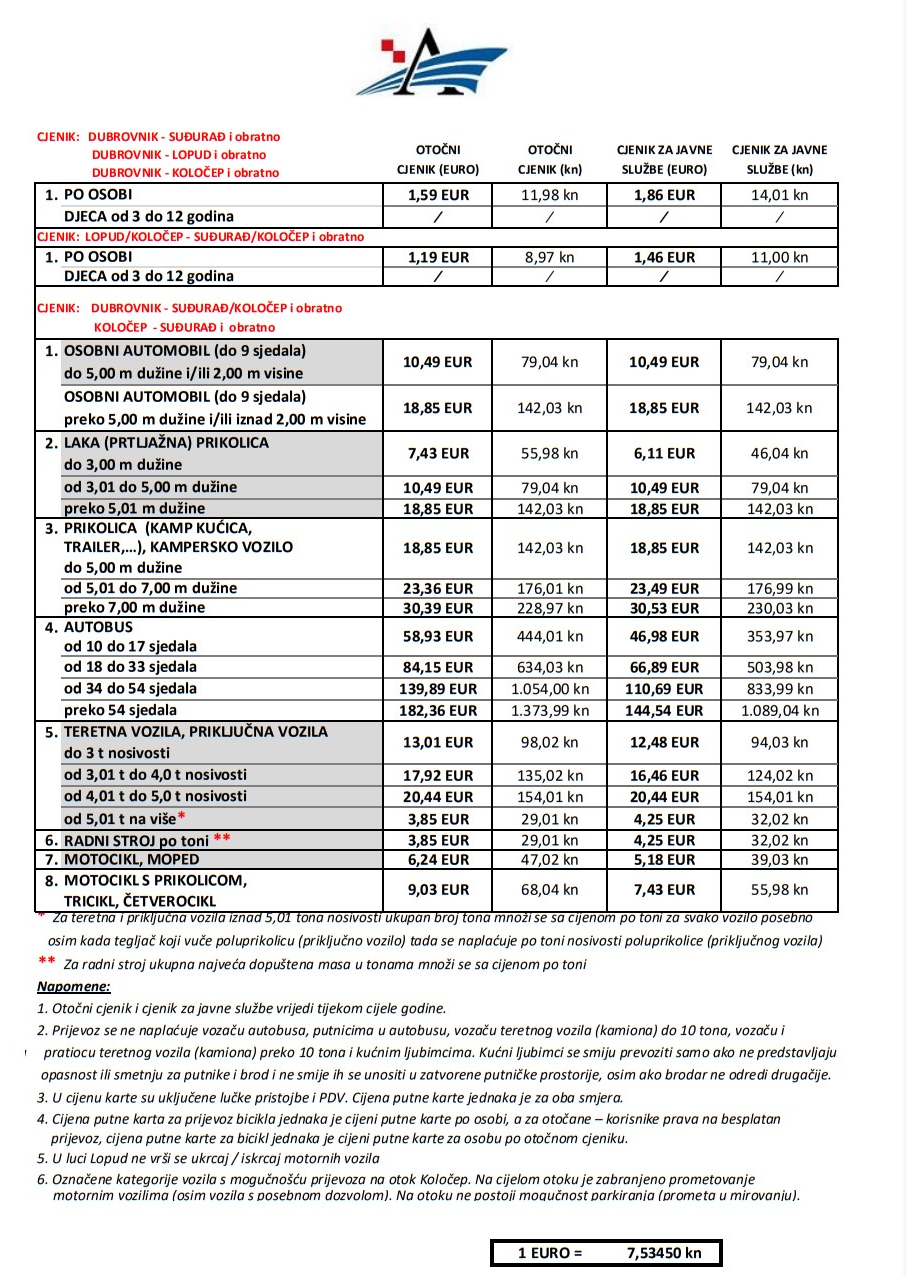 CJENIK: DUBROVNIK - SUĐURAĐ i obratno
DUBROVNIK - LOPUD i obratno
DUBROVNIK - KOLOČEP i obratno
OTOČNI CJENIK (EURO) OTOČNI CJENIK (kn) CJENIK ZA JAVNE SLUŽBE (EURO) CJENIK ZA JAVNE SLUŽBE (kn)
1. PO OSOBI 1,59 EUR 11,98 kn 1,86 EUR 14,01 kn
DJECA od 3 do 12 godina / / / /
CJENIK: LOPUD/KOLOČEP - SUĐURAĐ/KOLOČEP i obratno
1. PO OSOBI 1,19 EUR 8,97 kn 1,46 EUR 11,00 kn
DJECA od 3 do 12 godina / / / /
CJENIK: DUBROVNIK - SUĐURAĐ/KOLOČEP i obratno
KOLOČEP - SUĐURAĐ i obratno
1. OSOBNI AUTOMOBIL (do 9 sjedala)
do 5,00 m dužine i/ili 2,00 m visine 10,49 EUR 79,04 kn 10,49 EUR 79,04 kn
OSOBNI AUTOMOBIL (do 9 sjedala)
preko 5,00 m dužine i/ili iznad 2,00 m visine 18,85 EUR 142,03 kn 18,85 EUR 142,03 kn
2. LAKA (PRTLJAŽNA) PRIKOLICA
do 3,00 m dužine 7,43 EUR 55,98 kn 6,11 EUR 46,04 kn
od 3,01 do 5,00 m dužine 10,49 EUR 79,04 kn 10,49 EUR 79,04 kn
preko 5,01 m dužine 18,85 EUR 142,03 kn 18,85 EUR 142,03 kn
3. PRIKOLICA (KAMP KUĆICA,
TRAILER,...), KAMPERSKO VOZILO
do 5,00 m dužine 18,85 EUR 142,03 kn 18,85 EUR 142,03 kn
od 5,01 do 7,00 m dužine 23,36 EUR 176,01 kn 23,49 EUR 176,99 kn
preko 7,00 m dužine 30,39 EUR 228,97 kn 30,53 EUR 230,03 kn
4. AUTOBUS
od 10 do 17 sjedala 58,93 EUR 444,01 kn 46,98 EUR 353,97 kn
od 18 do 33 sjedala 84,15 EUR 634,03 kn 66,89 EUR 503,98 kn
od 34 do 54 sjedala 139,89 EUR 1.054,00 kn 110,69 EUR 833,99 kn
preko 54 sjedala 182,36 EUR 1.373,99 kn 144,54 EUR 1.089,04 kn
5. TERETNA VOZILA, PRIKLJUČNA VOZILA
do 3 t nosivosti 13,01 EUR 98,02 kn 12,48 EUR 94,03 kn
od 3,01 t do 4,0 t nosivosti 17,92 EUR 135,02 kn 16,46 EUR 124,02 kn
od 4,01 t do 5,0 t nosivosti 20,44 EUR 154,01 kn 20,44 EUR 154,01 kn
od 5,01 t na više* 3,85 EUR 29,01 kn 4,25 EUR 32,02 kn
6. RADNI STROJ po toni ** 3,85 EUR 29,01 kn 4,25 EUR 32,02 kn
7. MOTOCIKL, MOPED 6,24 EUR 47,02 kn 5,18 EUR 39,03 kn
8. MOTOCIKL S PRIKOLICOM,
TRICIKL, ČETVEROCIKL 9,03 EUR 68,04 kn 7,43 EUR 55,98 kn
* Za teretna i priključna vozila iznad 5,01 tona nosivosti ukupan broj tona množi se sa cijenom po toni za svako vozilo posebno
osim kada tegljač koji vuče poluprikolicu (priključno vozilo) tada se naplaćuje po toni nosivosti poluprikolice (priključnog vozila)
** Za radni stroj ukupna najveća dopuštena masa u tonama množi se sa cijenom po toni
Napomene:
1. Otočni cjenik i cjenik za javne službe vrijedi tijekom cijele godine.
2. Prijevoz se ne naplaćuje vozaču autobusa, putnicima u autobusu, vozaču teretnog vozila (kamiona) do 10 tona, vozaču i
pratiocu teretnog vozila (kamiona) preko 10 tona i kućnim ljubimcima. Kućni ljubimci se smiju prevoziti samo ako ne predstavljaju
opasnost ili smetnju za putnike i brod i ne smije ih se unositi u zatvorene putničke prostorije, osim ako brodar ne odredi drugačije.
3. U cijenu karte su uključene lučke pristojbe i PDV. Cijena putne karte jednaka je za oba smjera.
4. Cijena putne karta za prijevoz bicikla jednaka je cijeni putne karte po osobi, a za otočane – korisnike prava na besplatan
prijevoz, cijena putne karte za bicikl jednaka je cijeni putne karte za osobu po otočnom cjeniku.
5. U luci Lopud ne vrši se ukrcaj / iskrcaj motornih vozila
6. Označene kategorije vozila s mogućnošću prijevoza na otok Koločep. Na cijelom otoku je zabranjeno prometovanje
motornim vozilima (osim vozila s posebnom dozvolom). Na otoku ne postoji mogućnost parkiranja (prometa u mirovanju).
1 EURO = 7,53450 kn